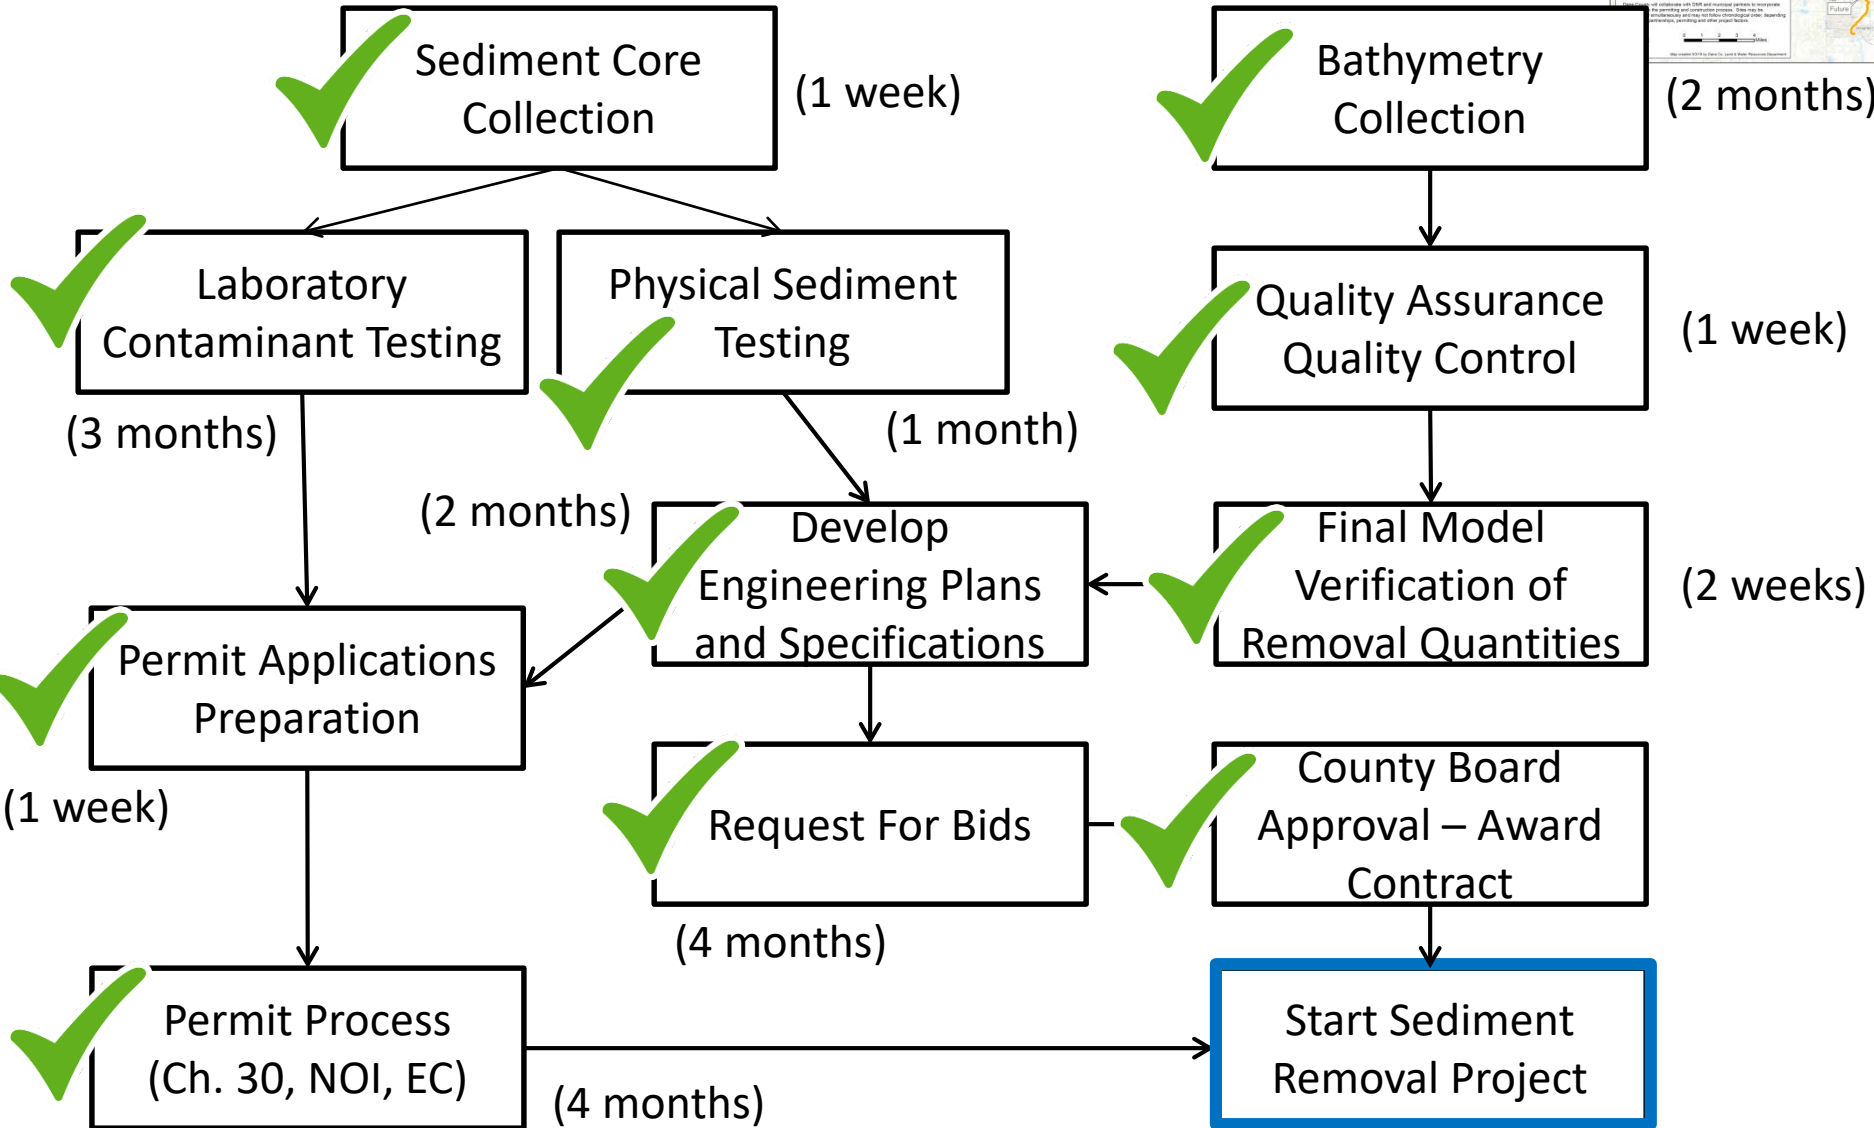 Sediment Core
Collection
(1 week)
Bathymetry
Collection
(2 months)
Future
Laboratory
Contaminant Testing
(3 months)
Physical Sediment
Testing
(1 month)
Quality Assurance
Quality Control
(1 week)
(2 months)
Develop
Engineering Plans
and Specifications
Final Model
Verification of
Removal Quantities
(2 weeks)
Permit Applications
Preparation
(1 week)
Request For Bids
(4 months)
County Board
Approval – Award
Contract
Permit Process
(Ch. 30, NOI, EC)
(4 months)
Start Sediment
Removal Project